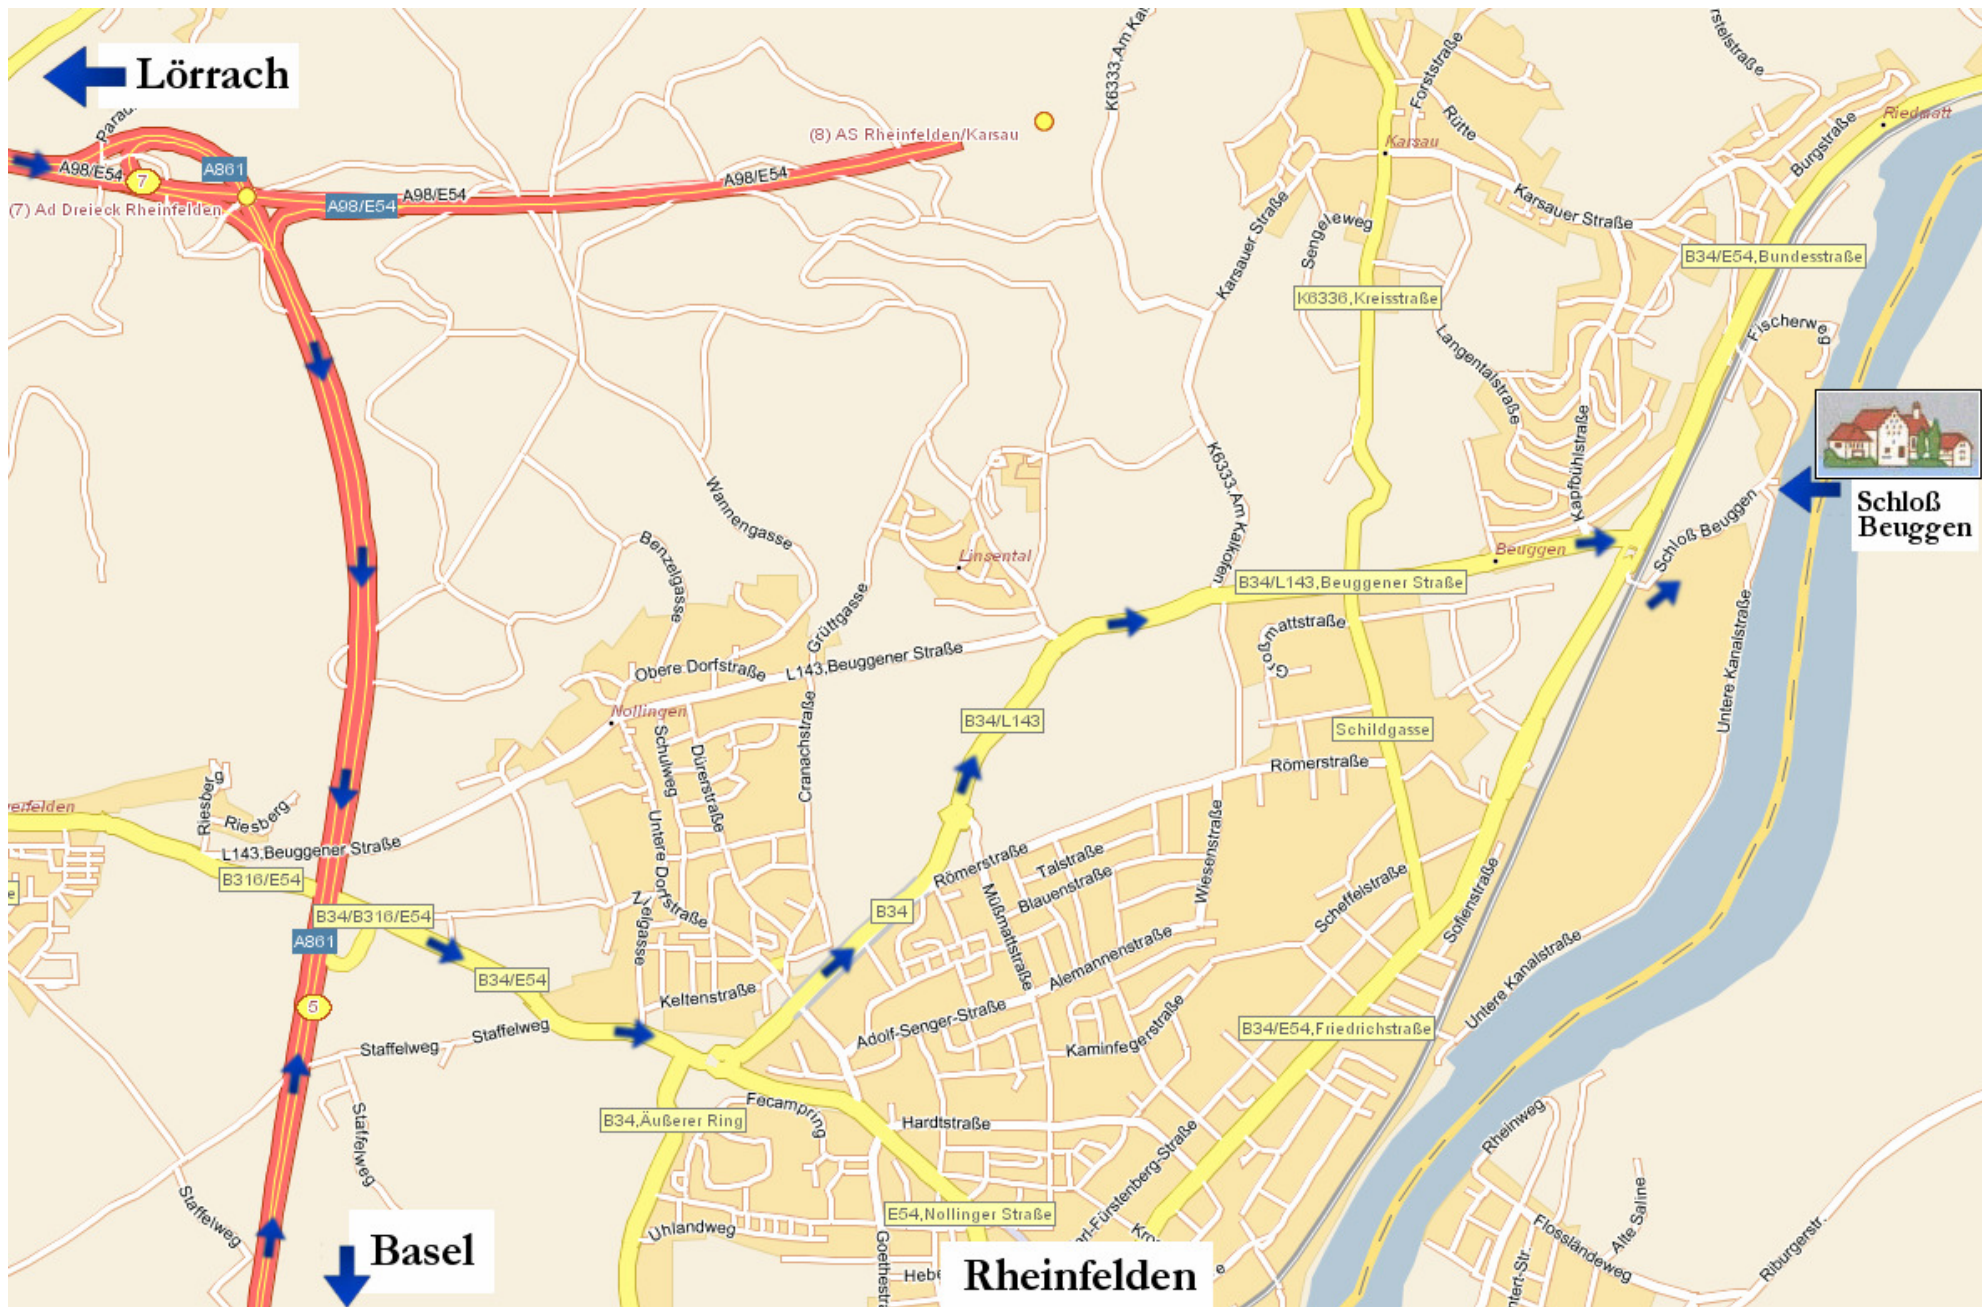 Lörrach
A861
A98/E54
7
(7) Ad Dreieck Rheinfelden
A98/E54
A98/E54
A98/E54
(8) AS Rheinfelden/Karsau
Forststraße
Rütte
Karsau
Riedmatt
Burgstraße
Karsauer Straße
Karsauer Straße
Sengeleweg
B34/E54,Bundesstraße
K6336,Kreisstraße
Langentalstraße
Fischerweg
Kapfbühlstraße
K6333,Am Kalkofen
Schloß
Beuggen
Schloß Beuggen
Beuggen
B34/L143,Beuggener Straße
Wannengasse
Benzelgasse
Linsental
Grüttgasse
Großmattstraße
Obere Dorfstraße
L143,Beuggener Straße
Untere Kanalstraße
Nollingen
B34/L143
Schildgasse
Schulweg
Dürerstraße
Cranachstraße
Römerstraße
Riesberg
Riesberg
L143,Beuggener Straße
Untere Dorfstraße
Römerstraße
Talstraße
Blauenstraße
Wiesenstraße
Müßmattstraße
Scheffelstraße
Sofienstraße
B316/E54
B34/B316/E54
B34
A861
Zielgasse
Alemannenstraße
Untere Kanalstraße
B34/E54
Keltenstraße
5
Staffelweg
Staffelweg
Adolf-Senger-Straße
Kaminfegerstraße
B34/E54,Friedrichstraße
Fecampring
B34,Äußerer Ring
Hardtstraße
Staffelweg
Rheinweg
Staffelweg
Uhlandweg
E54,Nollinger Straße
Flossländeweg
Alte Saline
Riburgerstr.
Basel
Rheinfelden